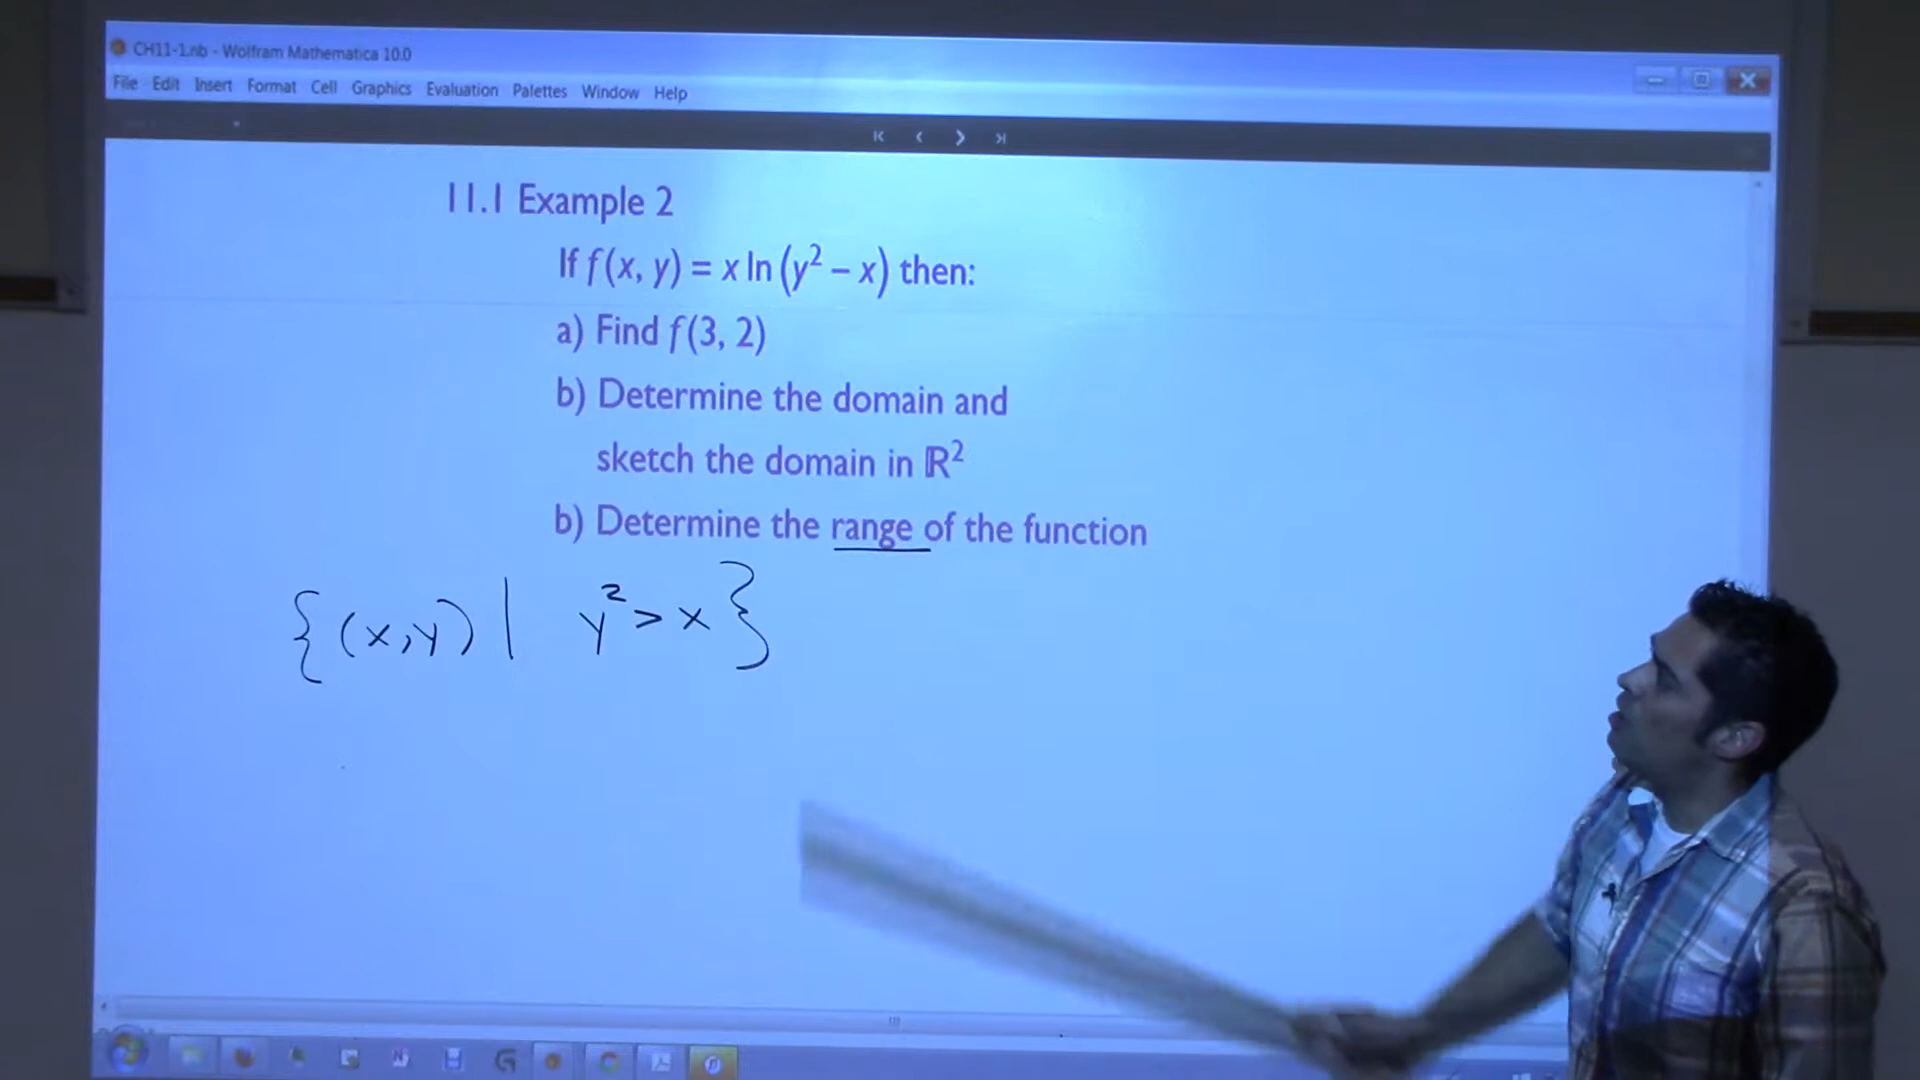 CH11-1.nb - Wolfram Mathematica 10.0
File Edit Insert Format Cell Graphics Evaluation Palettes Window Help
11.1 Example 2
If f(x, y) = x ln(y² − x) then:
a) Find f(3, 2)
b) Determine the domain and
sketch the domain in ℝ²
b) Determine the range of the function
{(x,y) | y² > x}